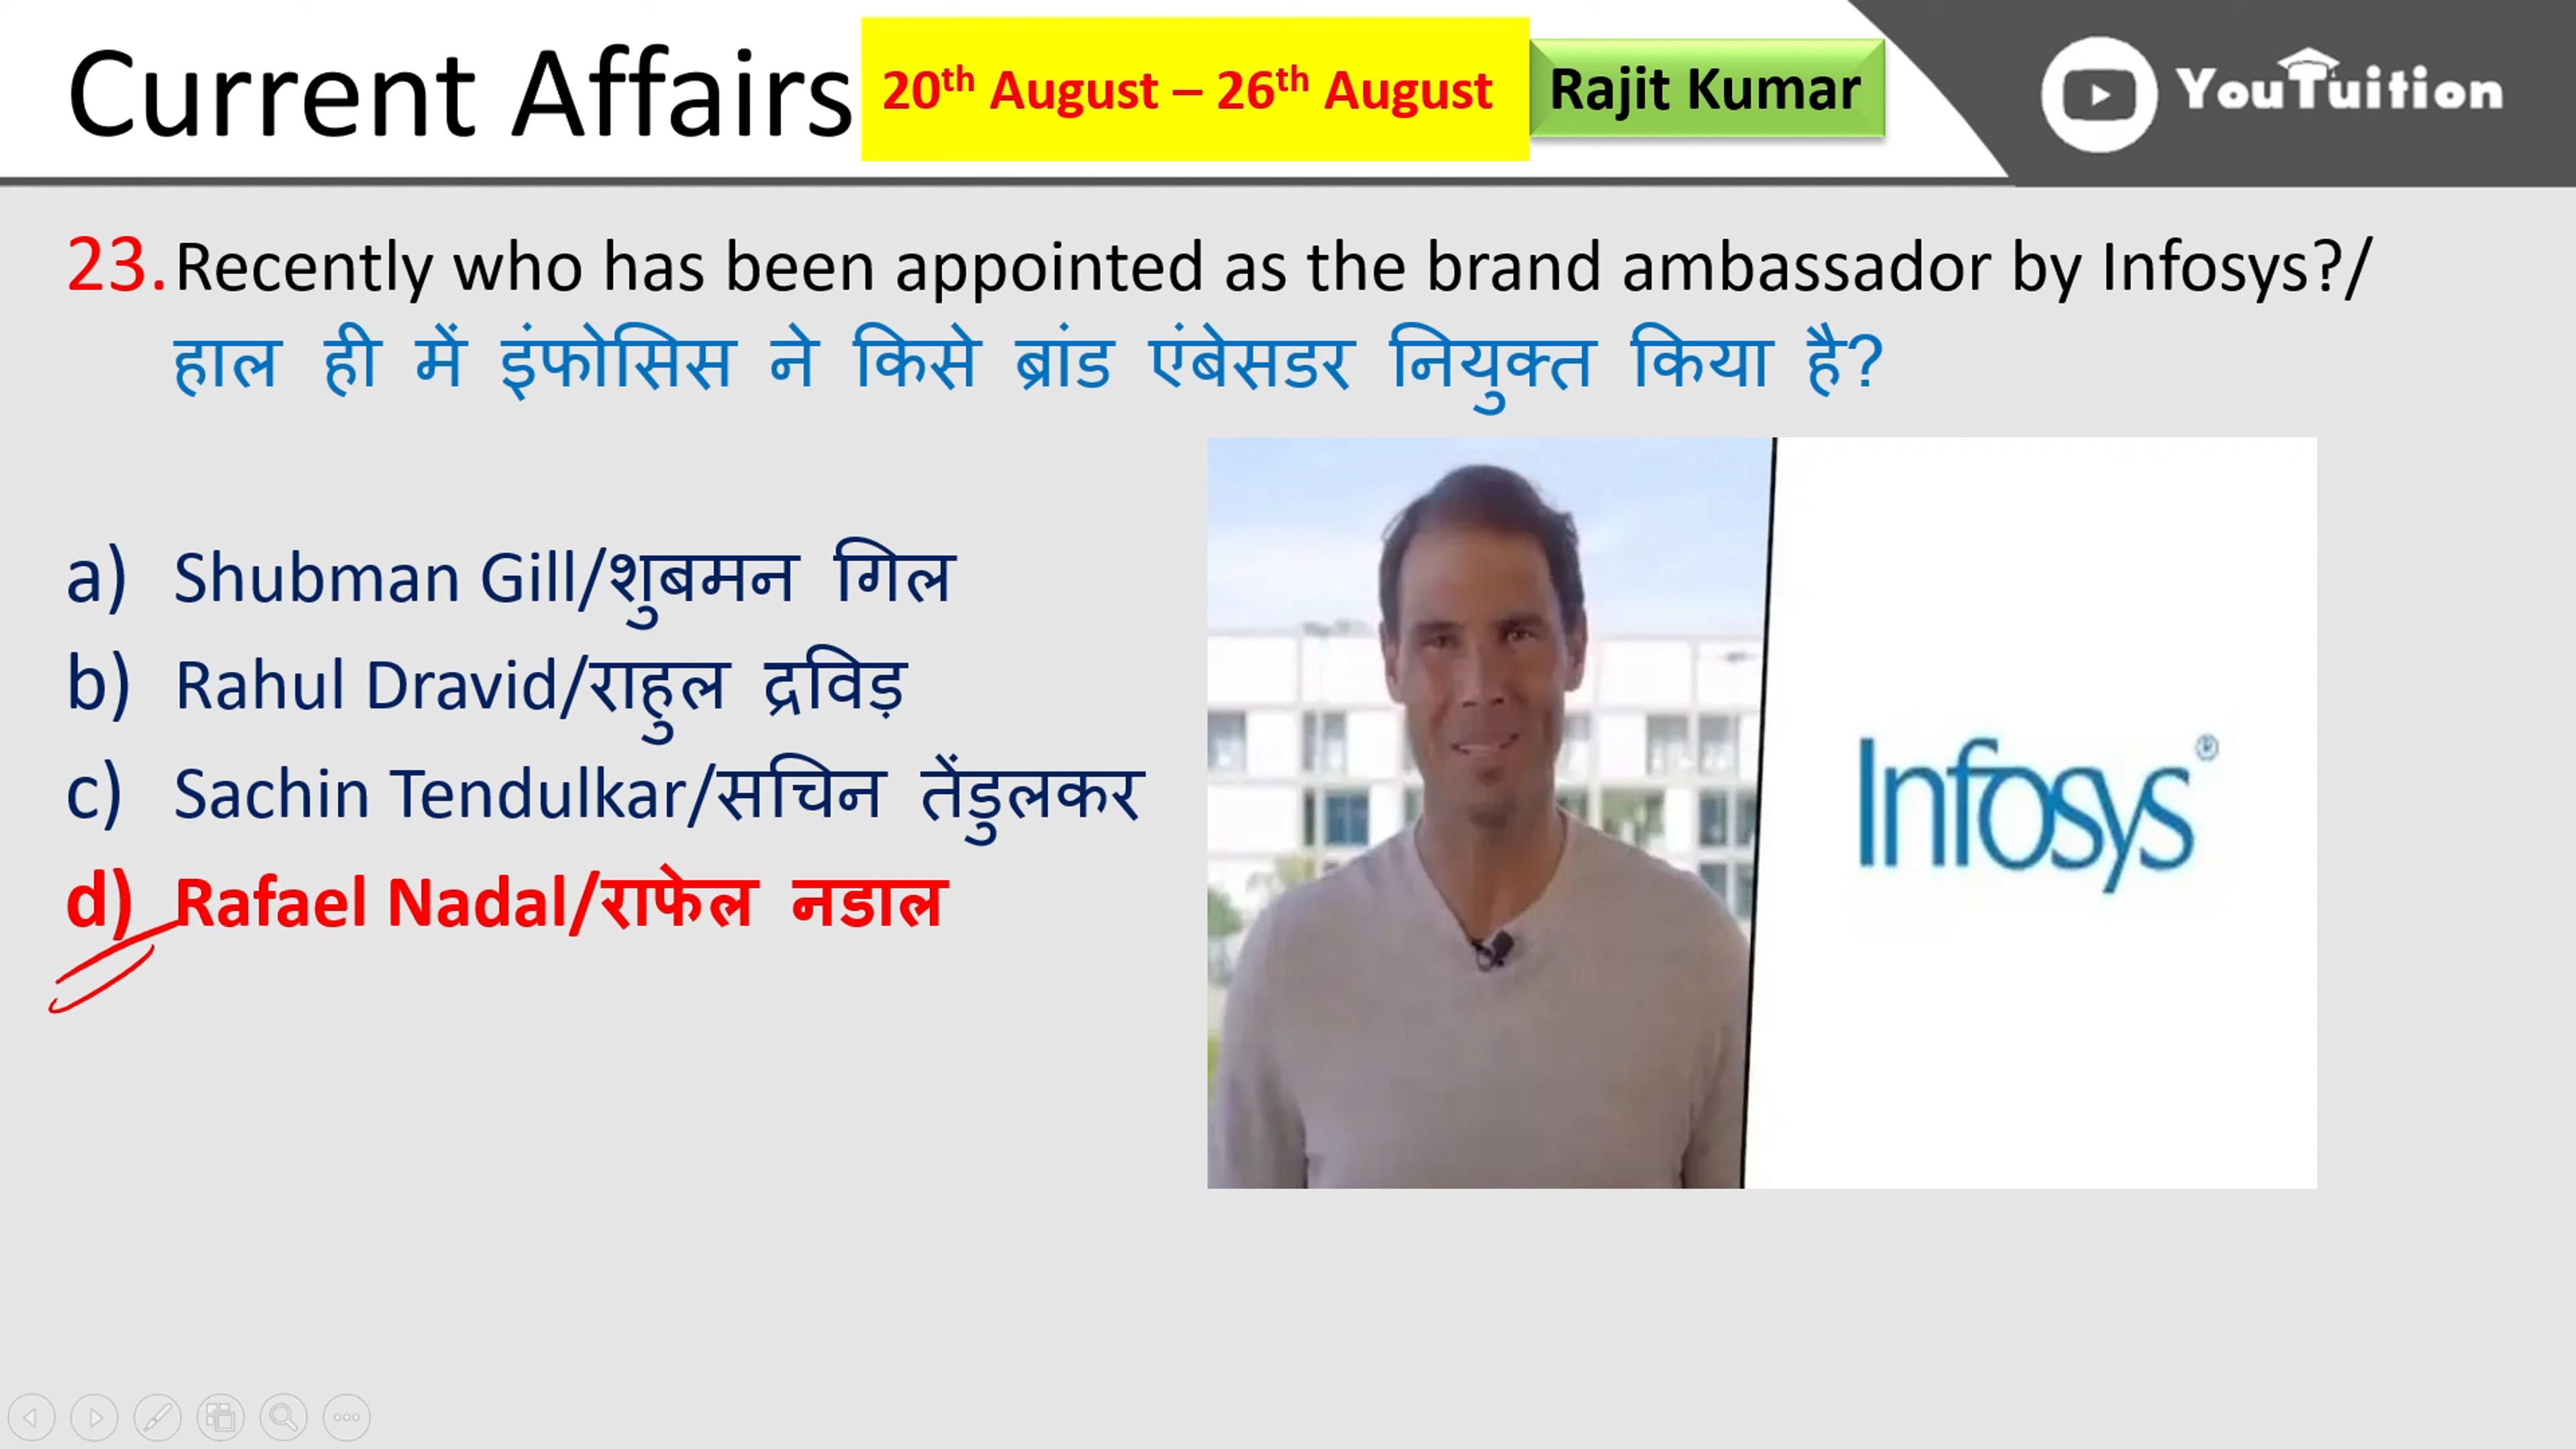 Current Affairs 20th August – 26th August Rajit Kumar YouTuition
23. Recently who has been appointed as the brand ambassador by Infosys?/
हाल ही में इंफोसिस ने किसे ब्रांड एंबेसडर नियुक्त किया है?
a) Shubman Gill/शुबमन गिल
b) Rahul Dravid/राहुल द्रविड़
c) Sachin Tendulkar/सचिन तेंडुलकर
d) Rafael Nadal/राफेल नडाल
Infosys®